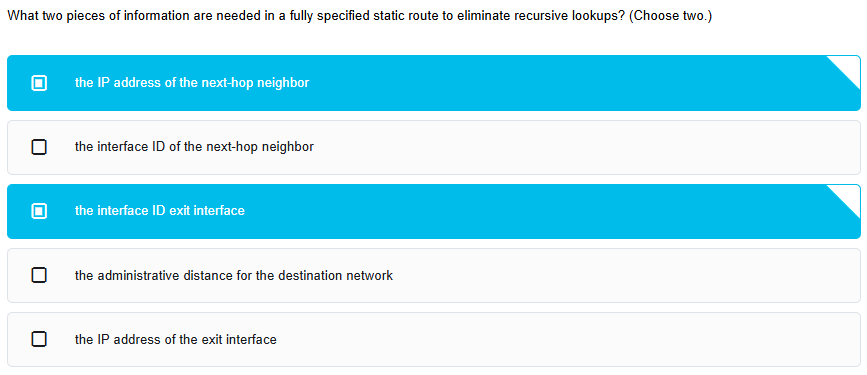 What two pieces of information are needed in a fully specified static route to eliminate recursive lookups? (Choose two.)
the IP address of the next-hop neighbor
the interface ID of the next-hop neighbor
the interface ID exit interface
the administrative distance for the destination network
the IP address of the exit interface